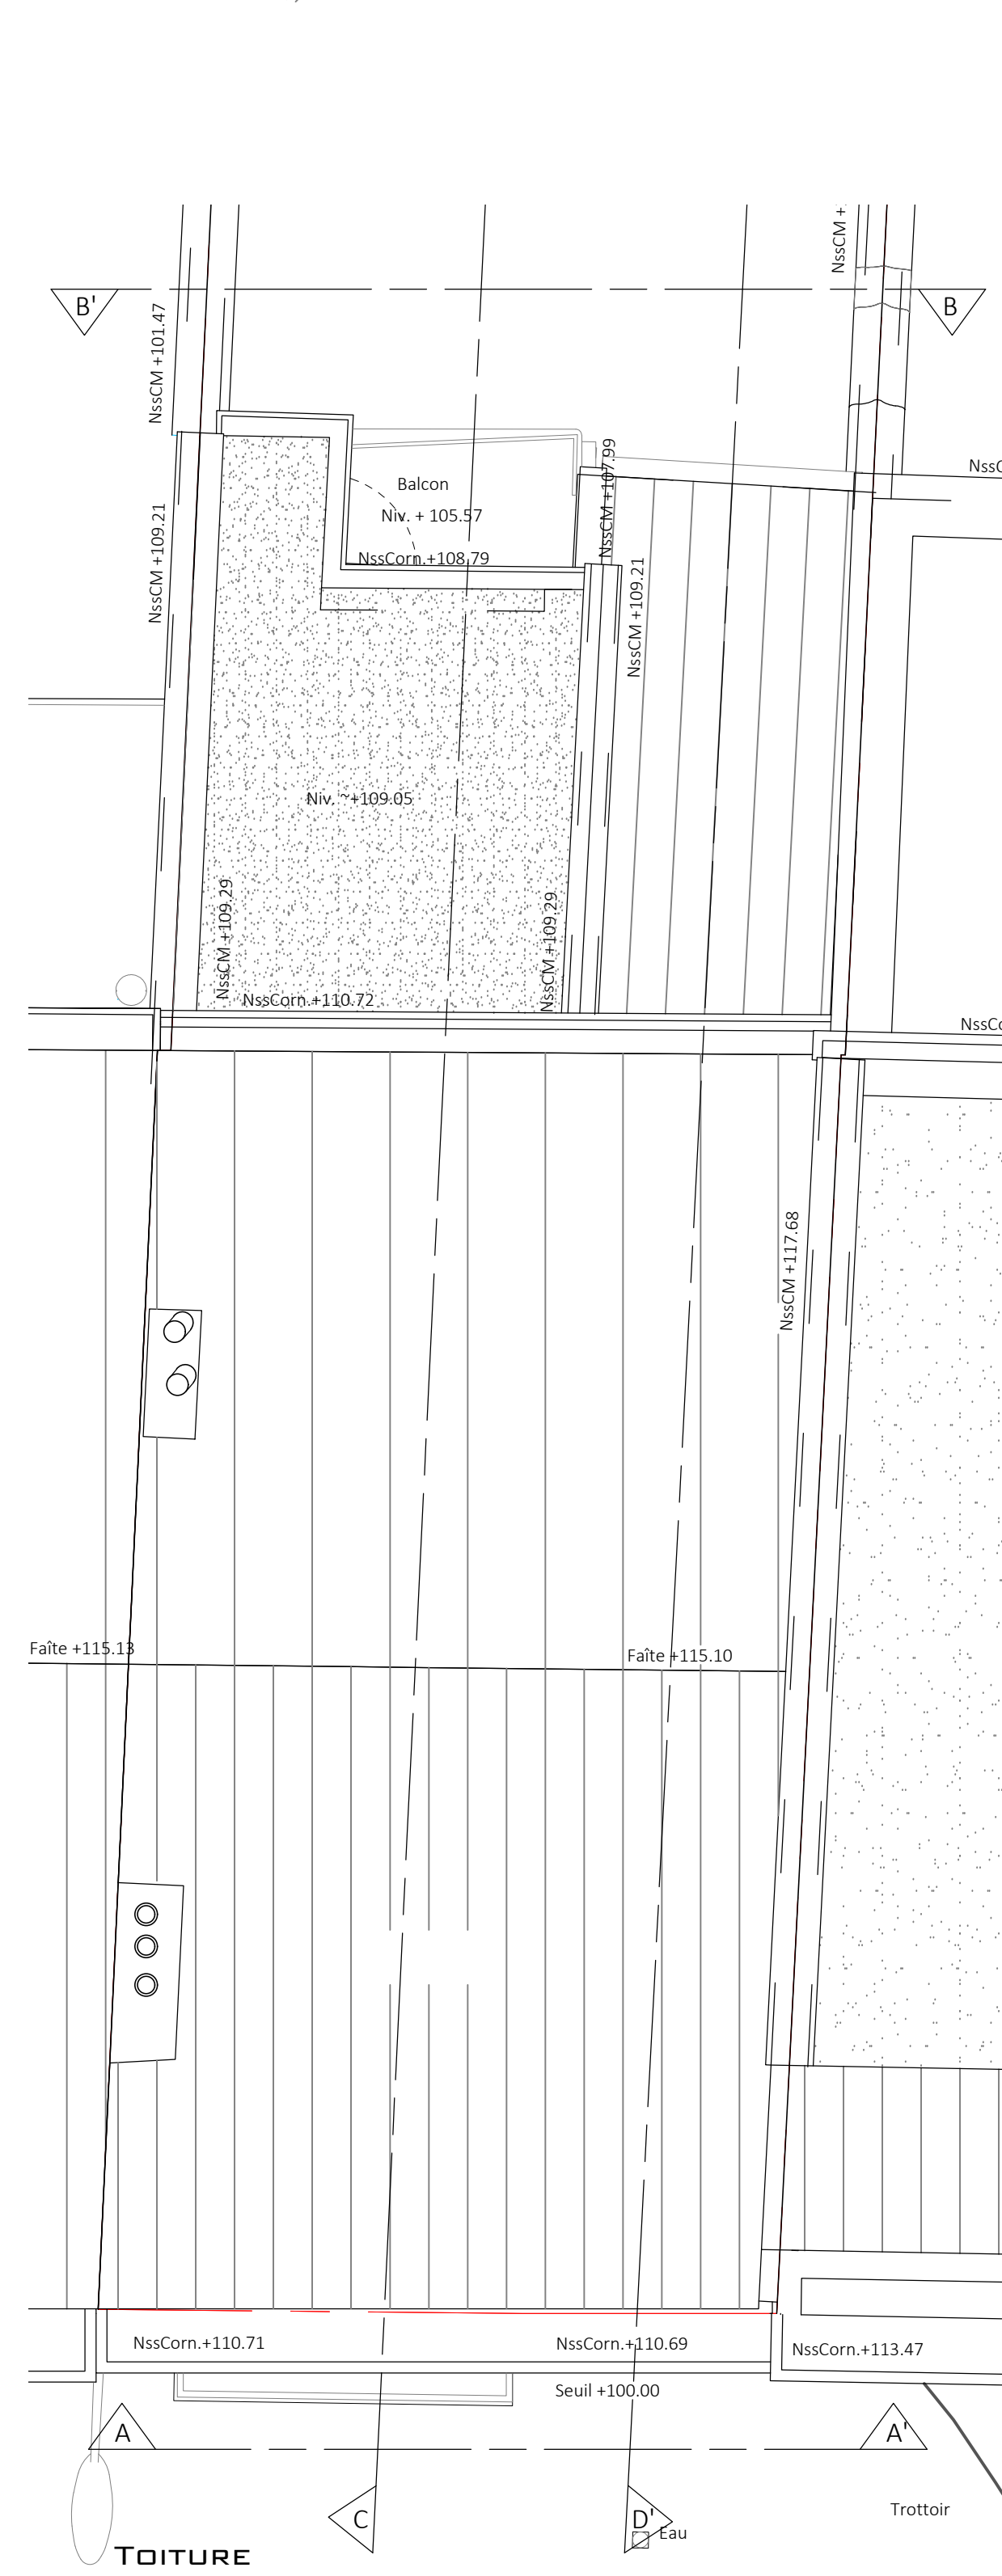 NssCM +
B'
B
NssCM +101.47
NssCM +107.99
Balcon
Niv. + 105.57
NssCM +109.21
NssCorn.+108.79
NssCM +109.21
Niv. ~+109.05
NssCM +109.29
NssCM +109.29
NssCorn.+110.72
NssCM +117.68
Faîte +115.13
Faîte +115.10
NssCorn.+110.71
NssCorn.+110.69
NssCorn.+113.47
Seuil +100.00
A
A'
Trottoir
C
D'
Eau
TOITURE